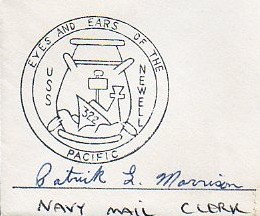 EYES AND EARS OF THE
USS
NEWELL
322
PACIFIC
Patrick L. Morrison
NAVY MAIL CLERK